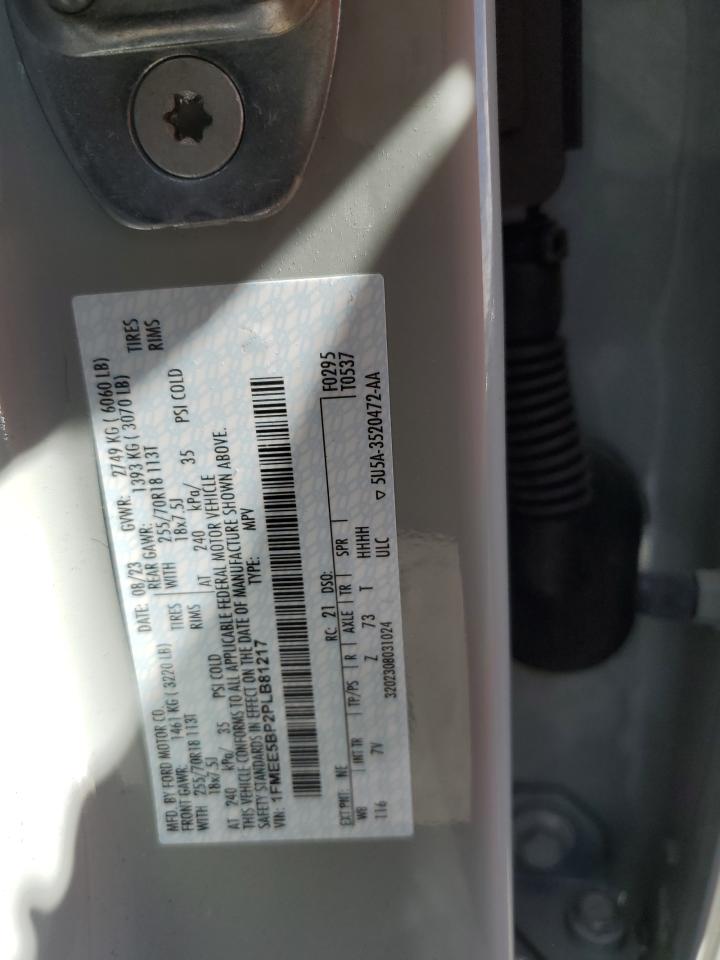 MFD. BY FORD MOTOR CO. DATE: 08/23 GVWR: 2749 KG ( 6060 LB)
FRONT GAWR: 1461 KG ( 3220 LB) REAR GAWR: 1393 KG ( 3070 LB)
WITH 255/70R18 113T TIRES WITH 255/70R18 113T TIRES
18x7.5J RIMS 18x7.5J RIMS
AT 240 kPa/ 35 PSI COLD AT 240 kPa/ 35 PSI COLD
THIS VEHICLE CONFORMS TO ALL APPLICABLE FEDERAL MOTOR VEHICLE
SAFETY STANDARDS IN EFFECT ON THE DATE OF MANUFACTURE SHOWN ABOVE.
VIN: 1FMEE5BP2PLB81217 TYPE: MPV
F0295
EXT PNT: NE RC: 21 DSO: T0537
WB INT TR TP/PS R AXLE TR SPR
116 7V Z 73 T HHHH
3202308031024 ULC ▽ 5U5A-3520472-AA